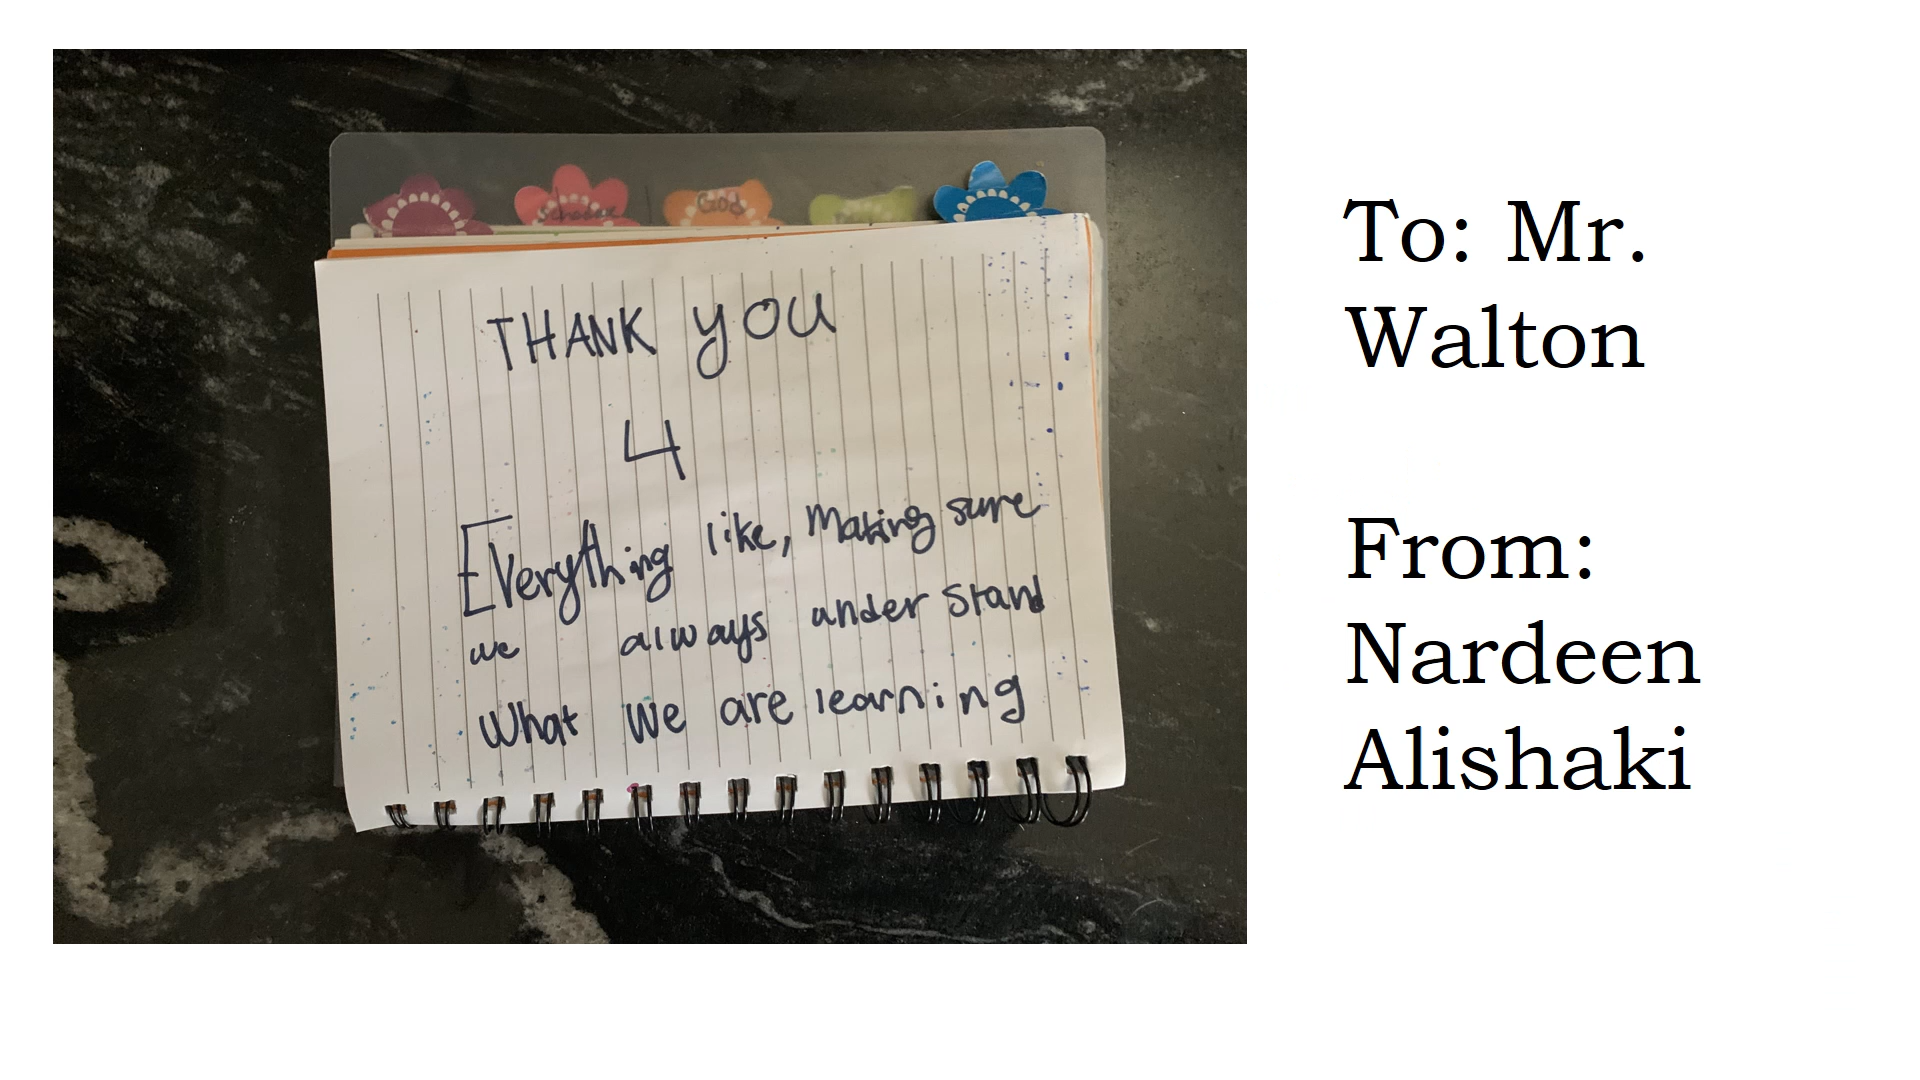 God
THANK YOU
4
Everything like, Making sure
we always under stand
What we are learning
To: Mr.
Walton
From:
Nardeen
Alishaki